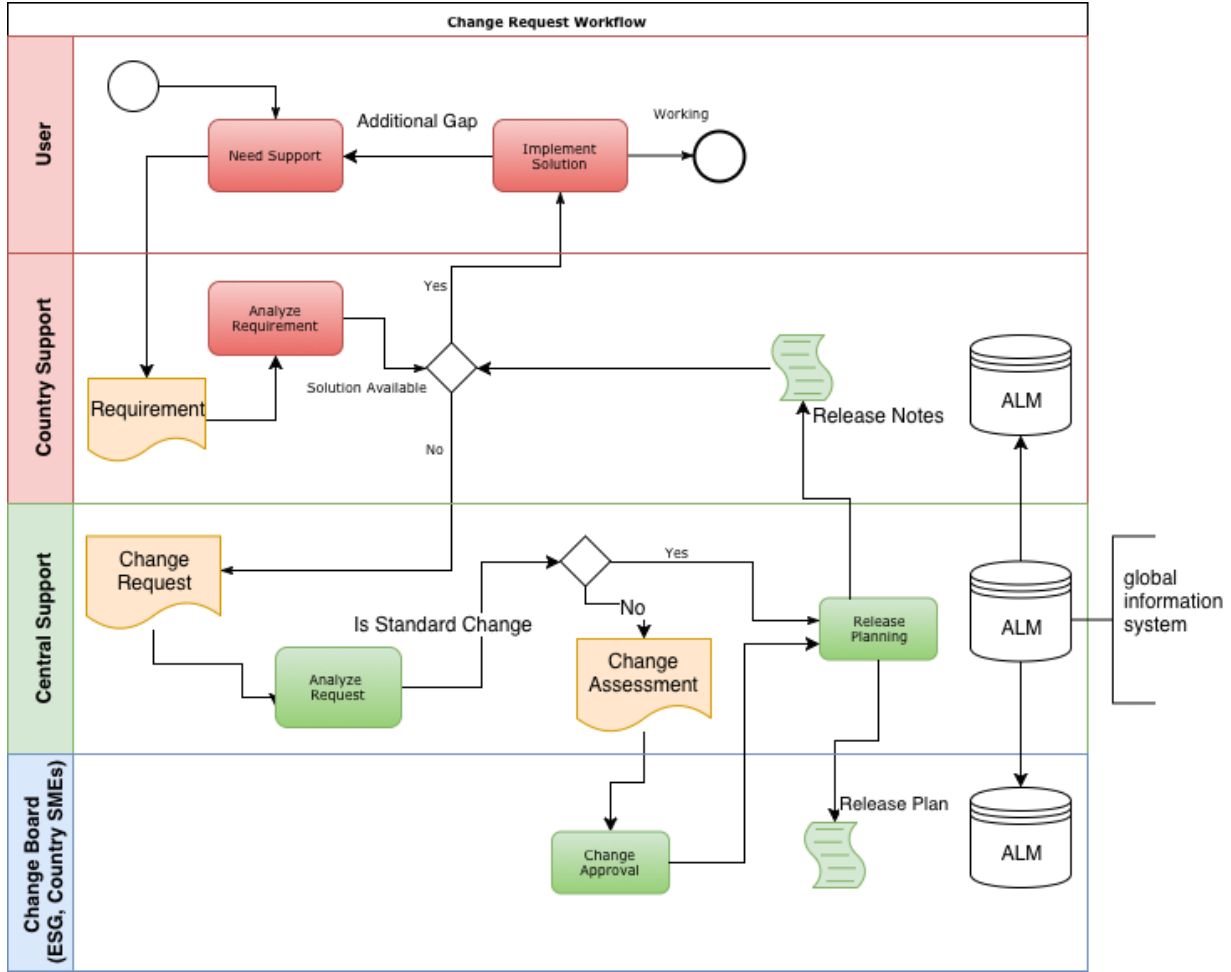 Change Request Workflow
User
Additional Gap
Working
Need Support
Implement
Solution
Country Support
Yes
Analyze
Requirement
Solution Available
Requirement
No
Release Notes
ALM
Central Support
Change
Request
Yes
No
Is Standard Change
Analyze
Request
Change
Assessment
Release
Planning
ALM
global
information
system
Change Board
(ESG, Country SMEs)
Release Plan
Change
Approval
ALM